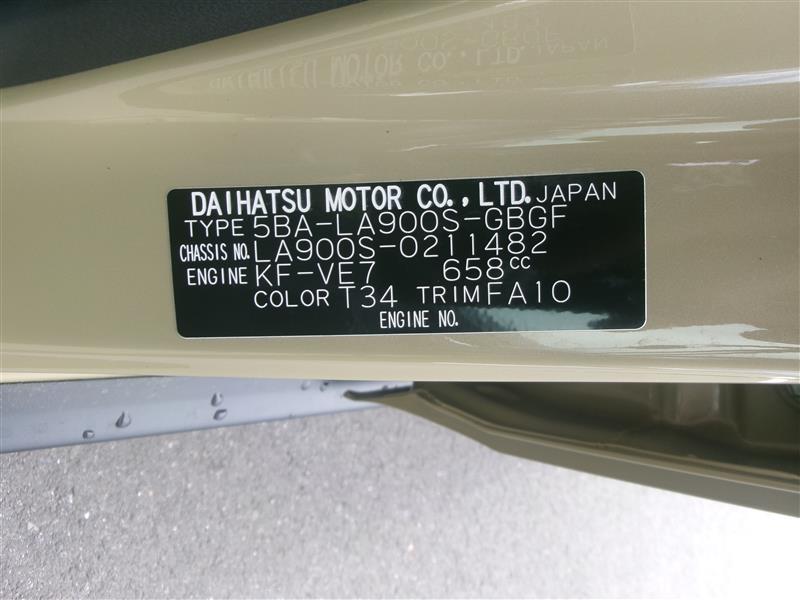 DAIHATSU MOTOR CO.,LTD. JAPAN
TYPE 5BA-LA900S-GBGF
CHASSIS NO. LA900S-0211482
ENGINE KF-VE7 658cc
COLOR T34 TRIM FA10
ENGINE NO.